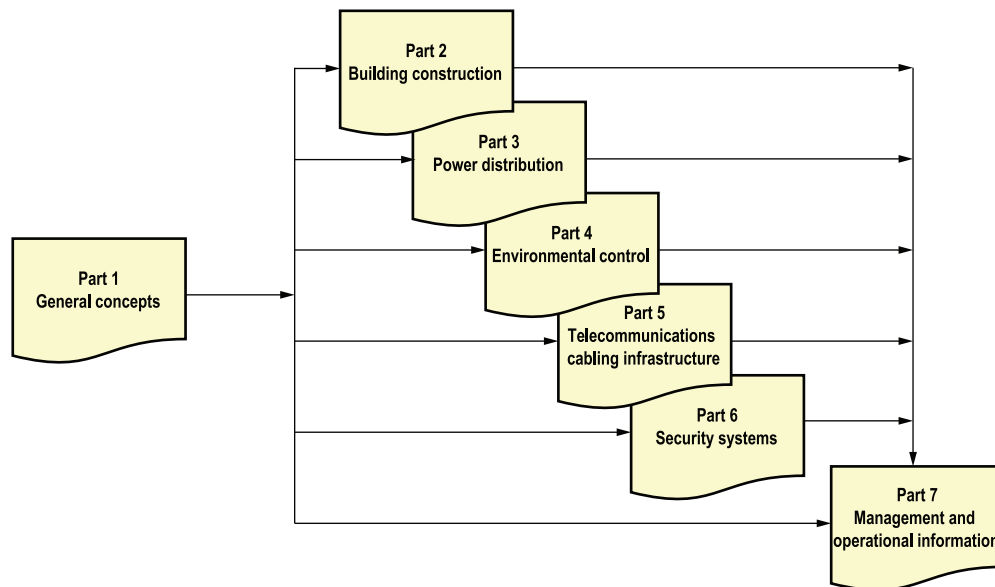 Part 2
Building construction
Part 3
Power distribution
Part 4
Environmental control
Part 1
General concepts
Part 5
Telecommunications
cabling infrastructure
Part 6
Security systems
Part 7
Management and
operational information